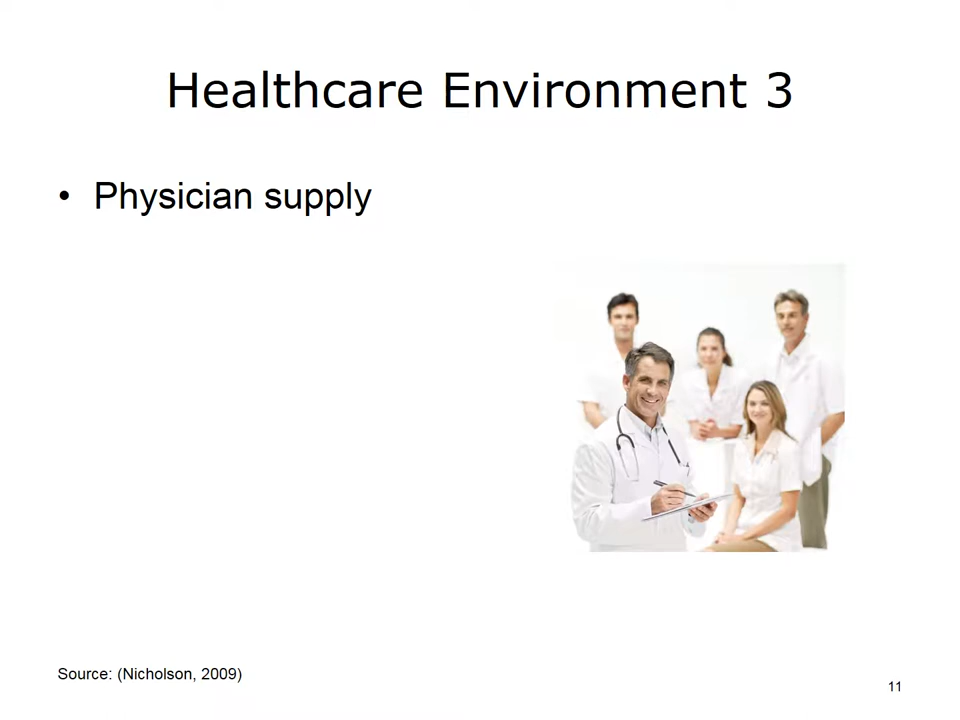 Healthcare Environment 3
• Physician supply
Source: (Nicholson, 2009)
11